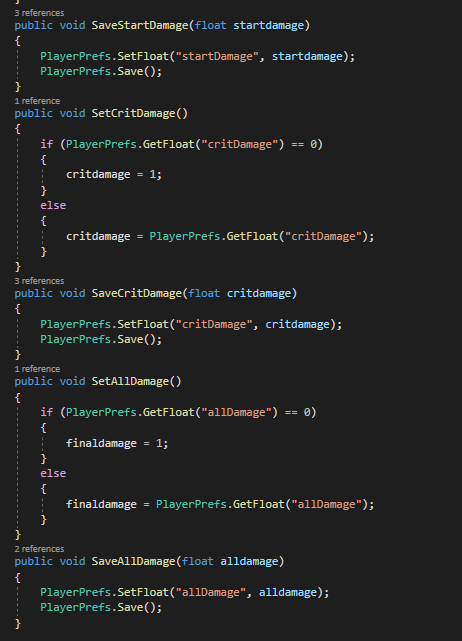 }
3 references
public void SaveStartDamage(float startdamage)
{
    PlayerPrefs.SetFloat("startDamage", startdamage);
    PlayerPrefs.Save();
}
1 reference
public void SetCritDamage()
{
    if (PlayerPrefs.GetFloat("critDamage") == 0)
    {
        critdamage = 1;
    }
    else
    {
        critdamage = PlayerPrefs.GetFloat("critDamage");
    }
}
3 references
public void SaveCritDamage(float critdamage)
{
    PlayerPrefs.SetFloat("critDamage", critdamage);
    PlayerPrefs.Save();
}
1 reference
public void SetAllDamage()
{
    if (PlayerPrefs.GetFloat("allDamage") == 0)
    {
        finaldamage = 1;
    }
    else
    {
        finaldamage = PlayerPrefs.GetFloat("allDamage");
    }
}
2 references
public void SaveAllDamage(float alldamage)
{
    PlayerPrefs.SetFloat("allDamage", alldamage);
    PlayerPrefs.Save();
}